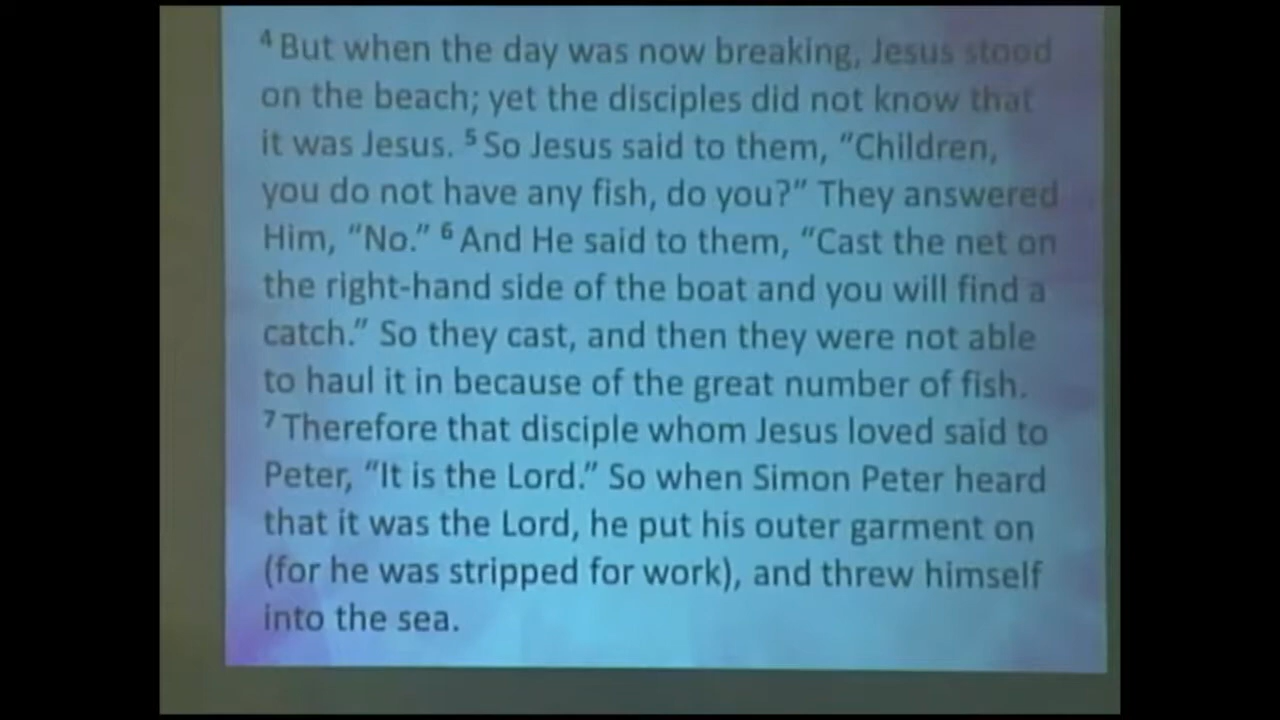 ⁴ But when the day was now breaking, Jesus stood
on the beach; yet the disciples did not know that
it was Jesus. ⁵ So Jesus said to them, “Children,
you do not have any fish, do you?” They answered
Him, “No.” ⁶ And He said to them, “Cast the net on
the right-hand side of the boat and you will find a
catch.” So they cast, and then they were not able
to haul it in because of the great number of fish.
⁷ Therefore that disciple whom Jesus loved said to
Peter, “It is the Lord.” So when Simon Peter heard
that it was the Lord, he put his outer garment on
(for he was stripped for work), and threw himself
into the sea.